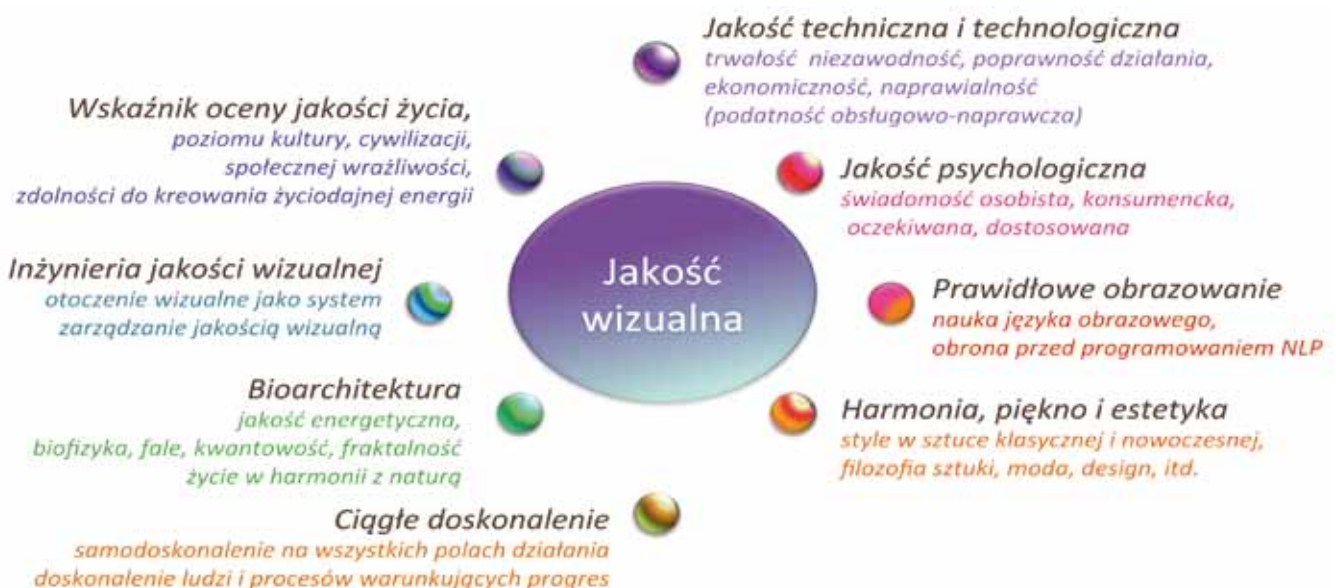 Jakość techniczna i technologiczna
trwałość niezawodność, poprawność działania,
ekonomiczność, naprawialność
(podatność obsługowo-naprawcza)
Wskaźnik oceny jakości życia,
poziomu kultury, cywilizacji,
społecznej wrażliwości,
zdolności do kreowania życiodajnej energii
Jakość psychologiczna
świadomość osobista, konsumencka,
oczekiwana, dostosowana
Jakość
wizualna
Inżynieria jakości wizualnej
otoczenie wizualne jako system
zarządzanie jakością wizualną
Prawidłowe obrazowanie
nauka języka obrazowego,
obrona przed programowaniem NLP
Bioarchitektura
jakość energetyczna,
biofizyka, fale, kwantowość, fraktalność
życie w harmonii z naturą
Harmonia, piękno i estetyka
style w sztuce klasycznej i nowoczesnej,
filozofia sztuki, moda, design, itd.
Ciągłe doskonalenie
samodoskonalenie na wszystkich polach działania
doskonalenie ludzi i procesów warunkujących progres